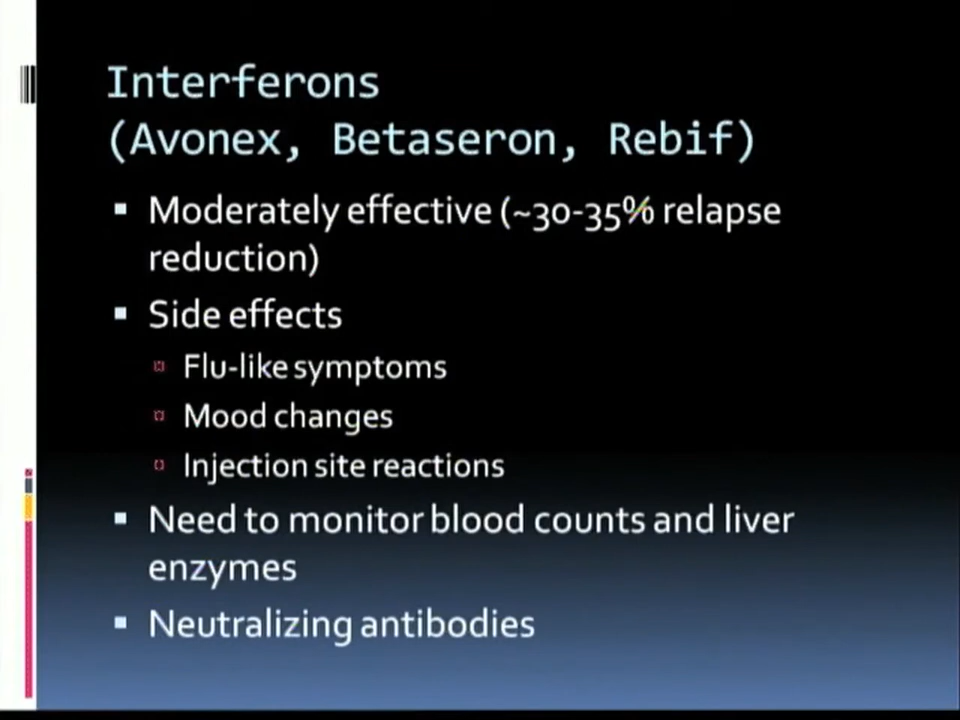 Interferons
(Avonex, Betaseron, Rebif)
Moderately effective (~30-35% relapse
reduction)
Side effects
Flu-like symptoms
Mood changes
Injection site reactions
Need to monitor blood counts and liver
enzymes
Neutralizing antibodies